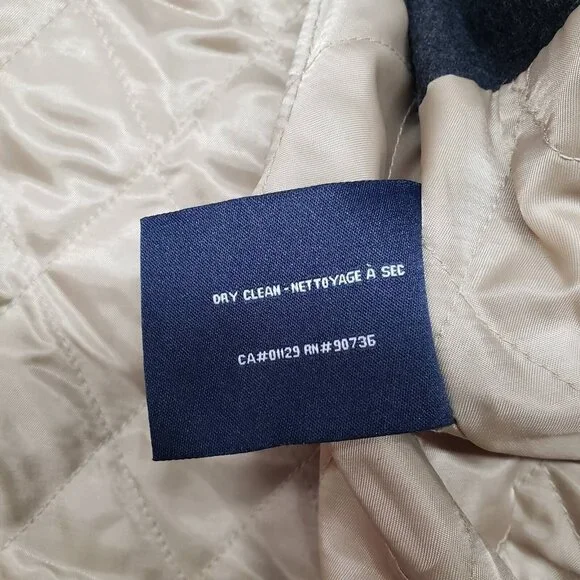 DRY CLEAN - NETTOYAGE À SEC
CA#01129 RN#90736